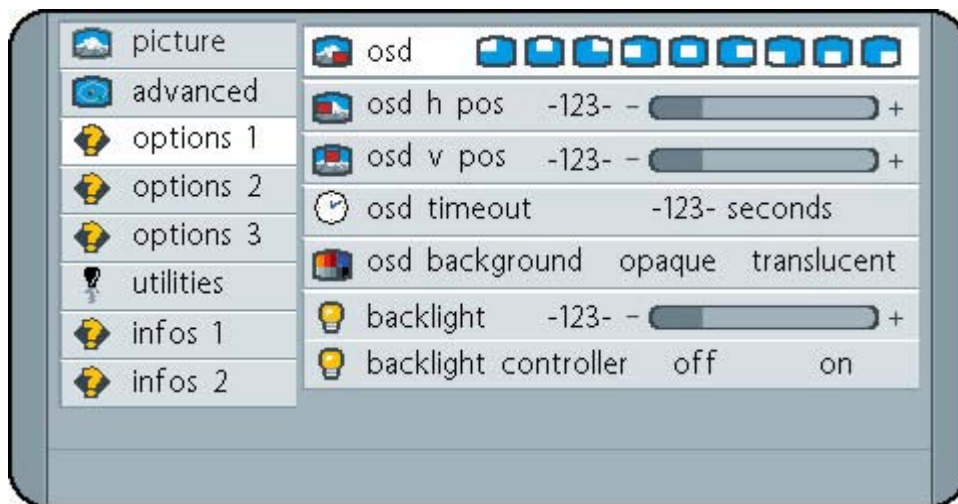 picture
advanced
options 1
options 2
options 3
utilities
infos 1
infos 2
osd
osd h pos -123- - +
osd v pos -123- - +
osd timeout -123- seconds
osd background opaque translucent
backlight -123- - +
backlight controller off on